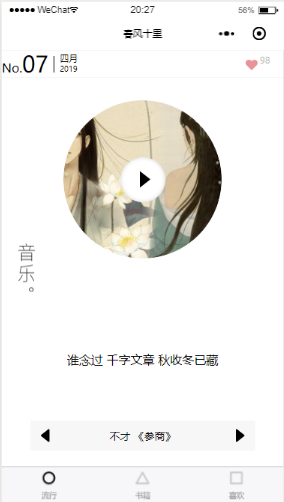 WeChat 20:27 56%
春风十里
No.07 四月
2019
98
音乐。
谁念过 千字文章 秋收冬已藏
不才 《参商》
流行 书籍 喜欢